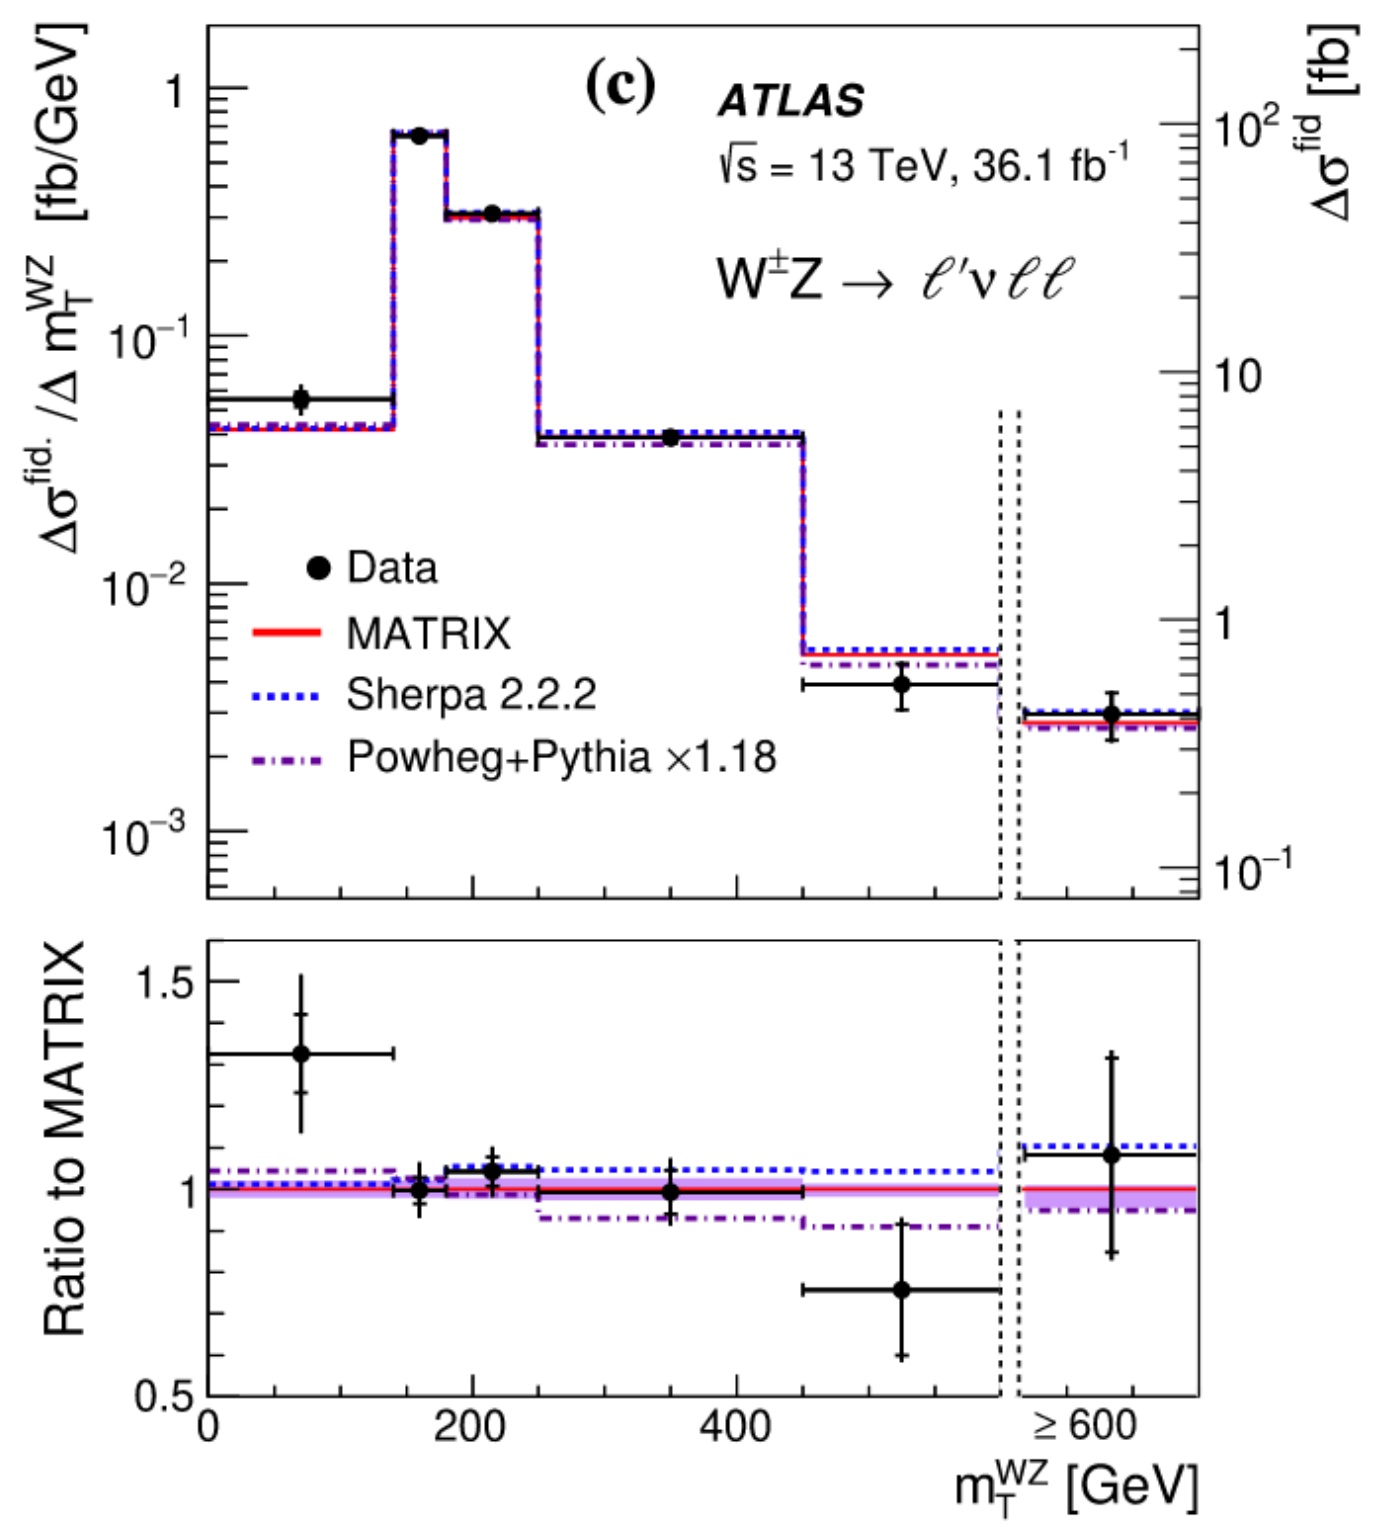 Δσ^fid. /Δ m_T^WZ [fb/GeV]
Δσ^fid [fb]
(c)
ATLAS
√s = 13 TeV, 36.1 fb⁻¹
W^±Z → ℓ′ν ℓℓ
1
10⁻¹
10⁻²
10⁻³
10²
10
1
10⁻¹
Data
MATRIX
Sherpa 2.2.2
Powheg+Pythia ×1.18
Ratio to MATRIX
1.5
1
0.5
0 200 400 ≥ 600
m_T^WZ [GeV]